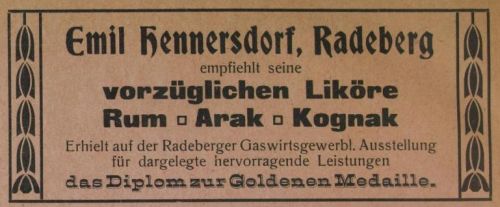 Emil Hennersdorf, Radeberg
empfiehlt seine
vorzüglichen Liköre
Rum ▫ Arak ▫ Kognak
Erhielt auf der Radeberger Gaswirtsgewerbl. Ausstellung
für dargelegte hervorragende Leistungen
das Diplom zur Goldenen Medaille.